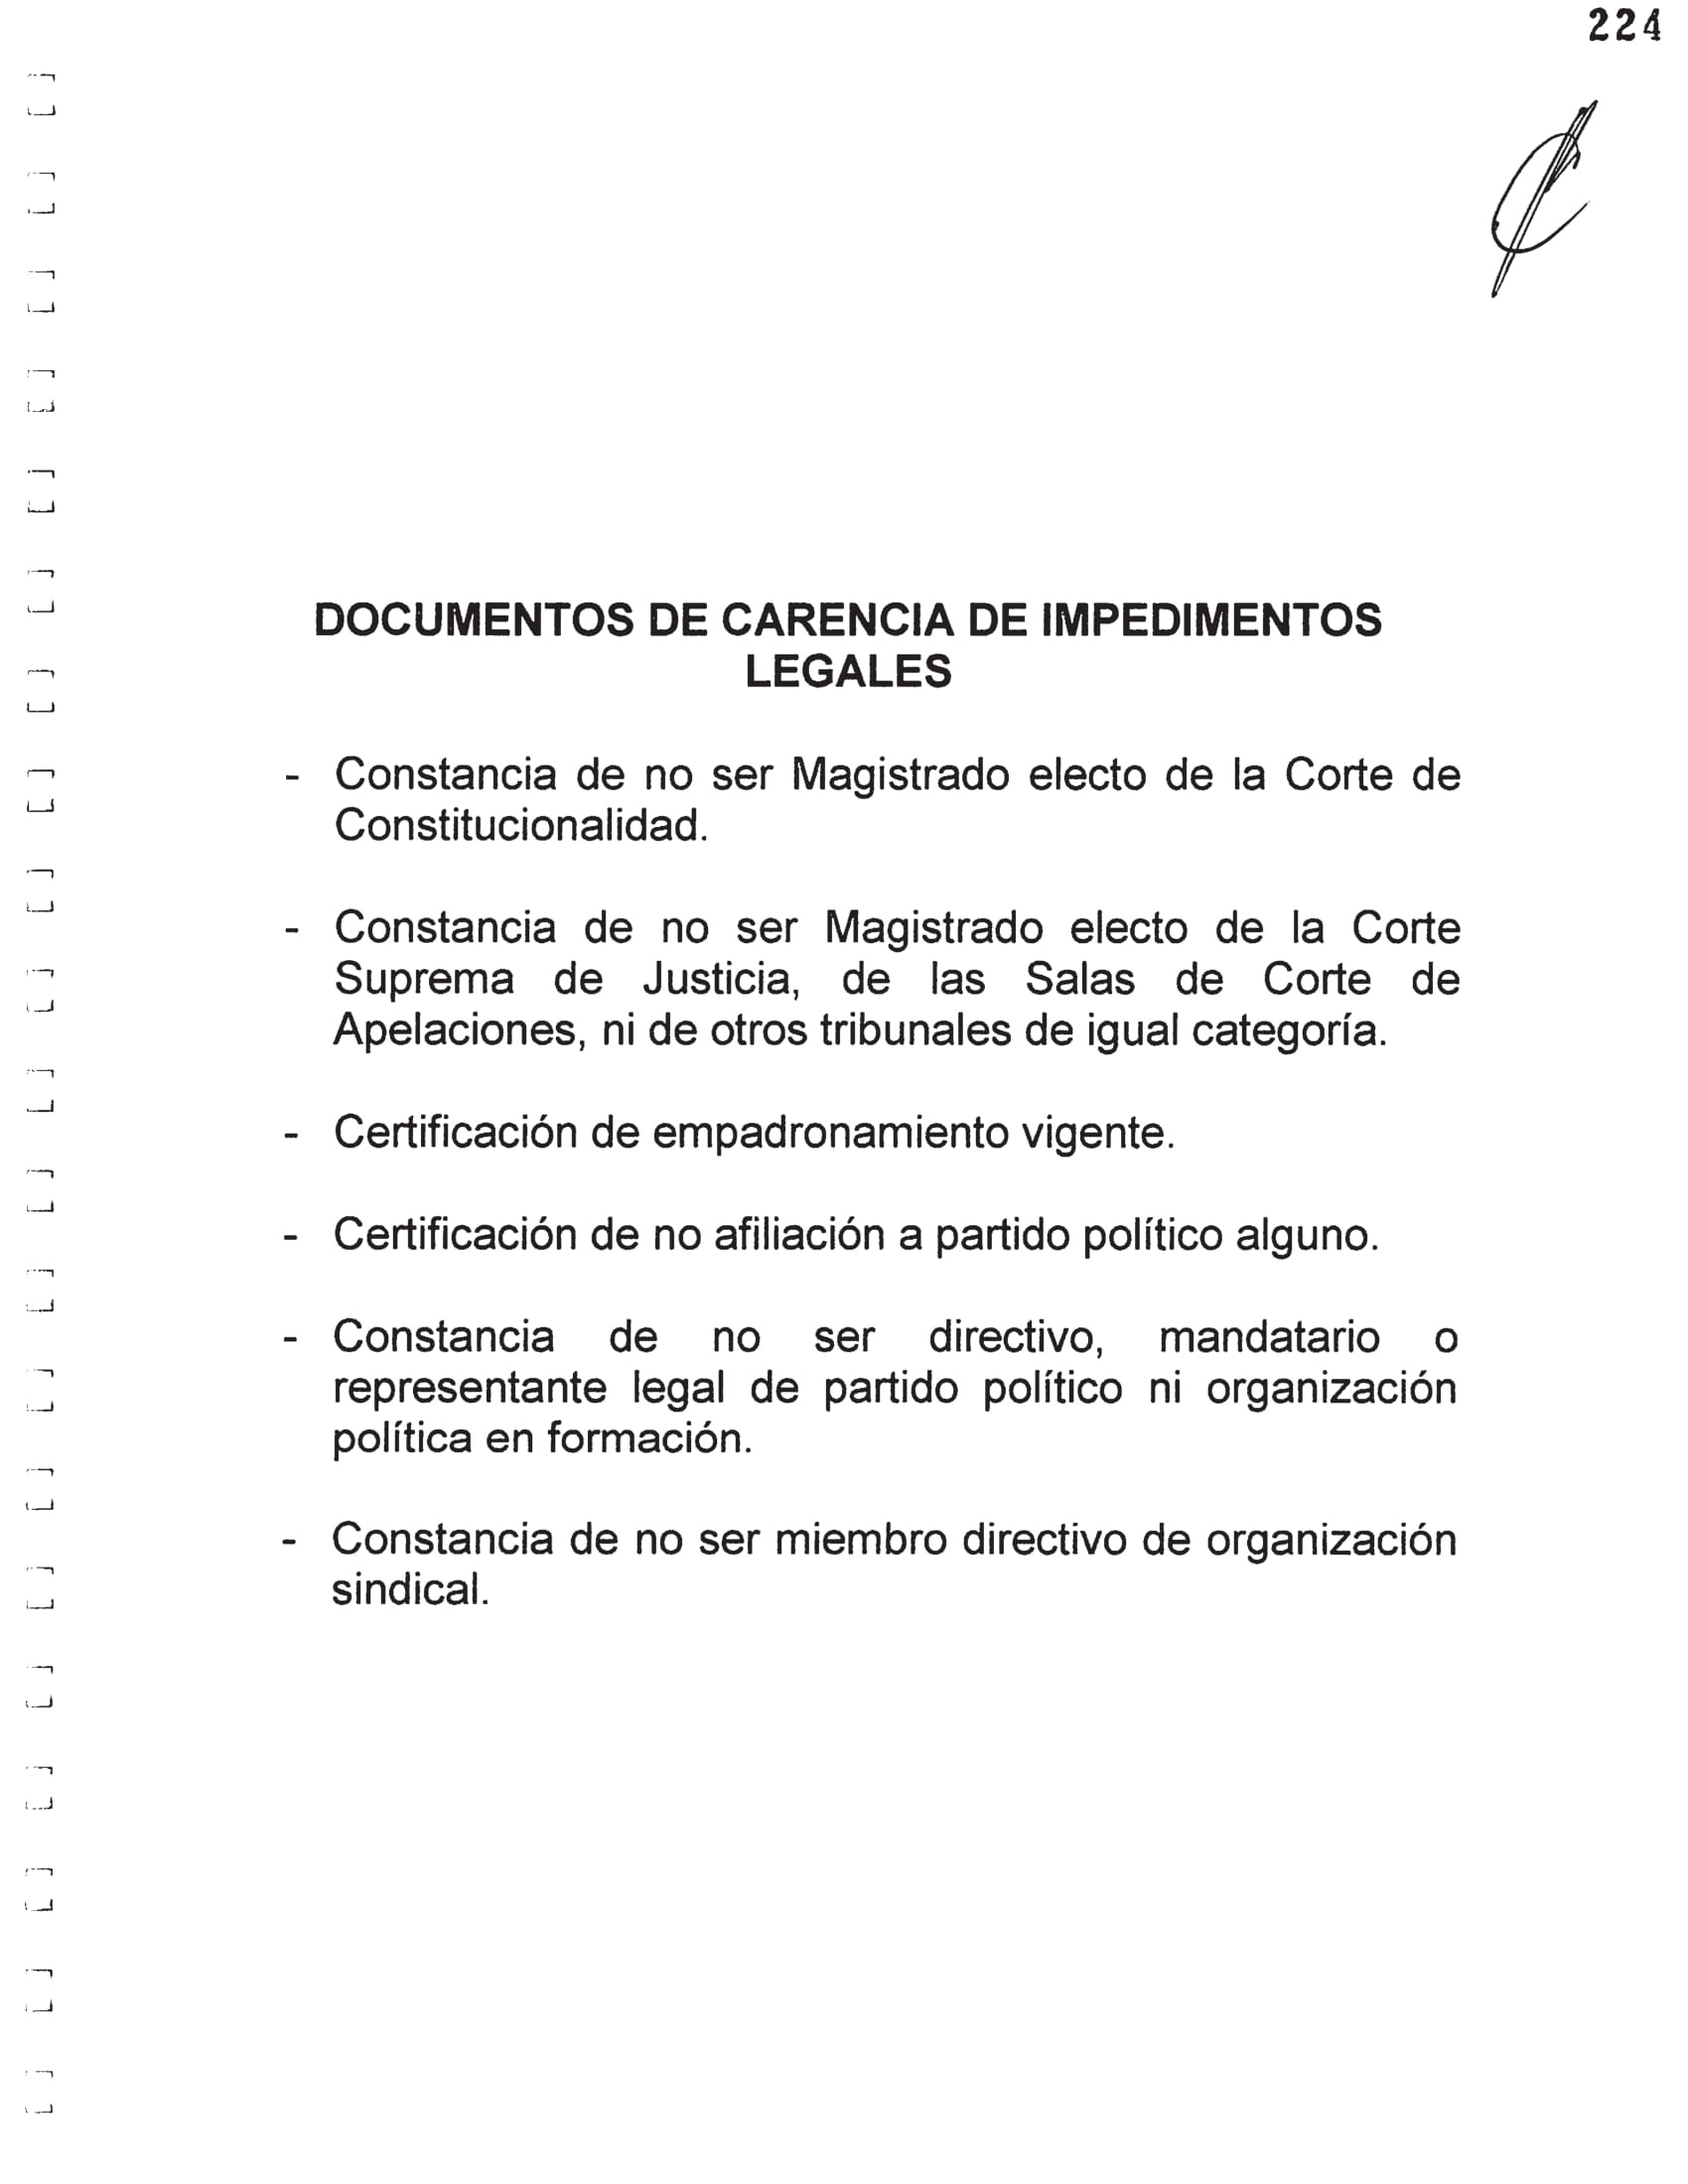 224
DOCUMENTOS DE CARENCIA DE IMPEDIMENTOS
LEGALES
- Constancia de no ser Magistrado electo de la Corte de
Constitucionalidad.
- Constancia de no ser Magistrado electo de la Corte
Suprema de Justicia, de las Salas de Corte de
Apelaciones, ni de otros tribunales de igual categoría.
- Certificación de empadronamiento vigente.
- Certificación de no afiliación a partido político alguno.
- Constancia de no ser directivo, mandatario o
representante legal de partido político ni organización
política en formación.
- Constancia de no ser miembro directivo de organización
sindical.